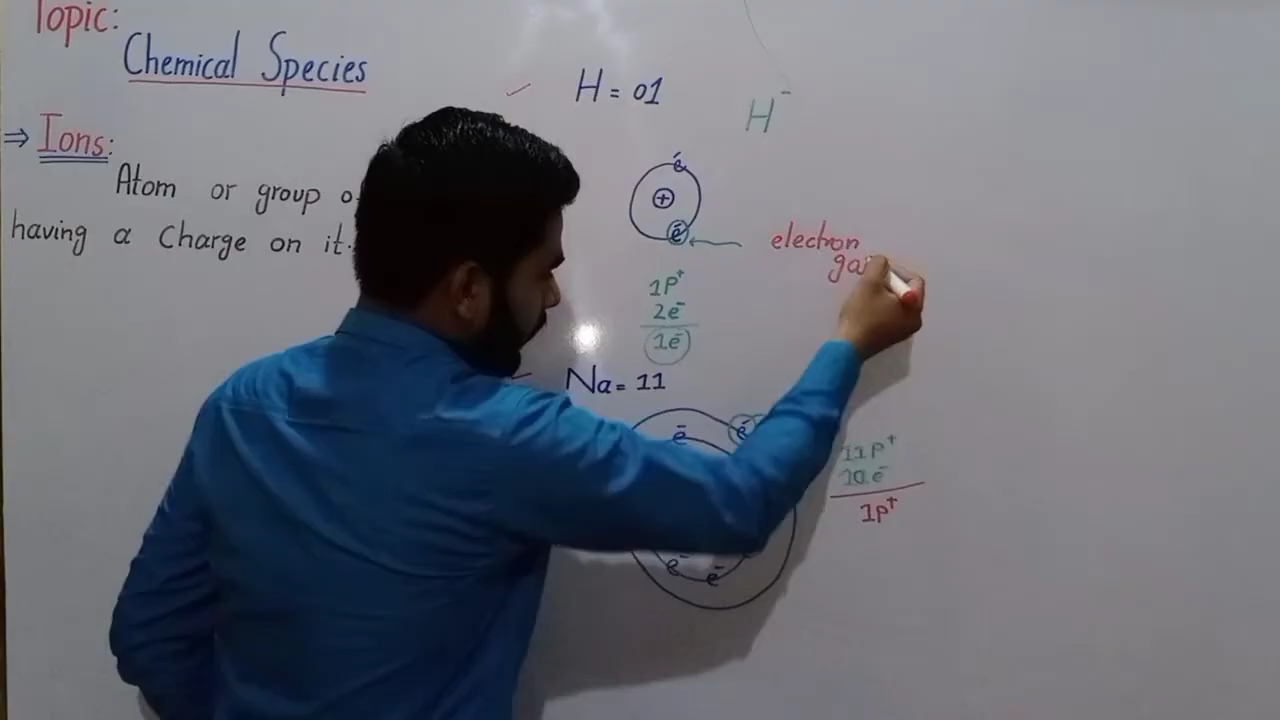 Topic:
Chemical Species
⇒ Ions:
Atom or group
having a Charge on it.
✓ H = 01
H⁻
é
+
é
electron
1P⁺
2e⁻
1e⁻
Na = 11
e⁻
e⁻
11P⁺
10e⁻
1P⁺
e⁻
e⁻